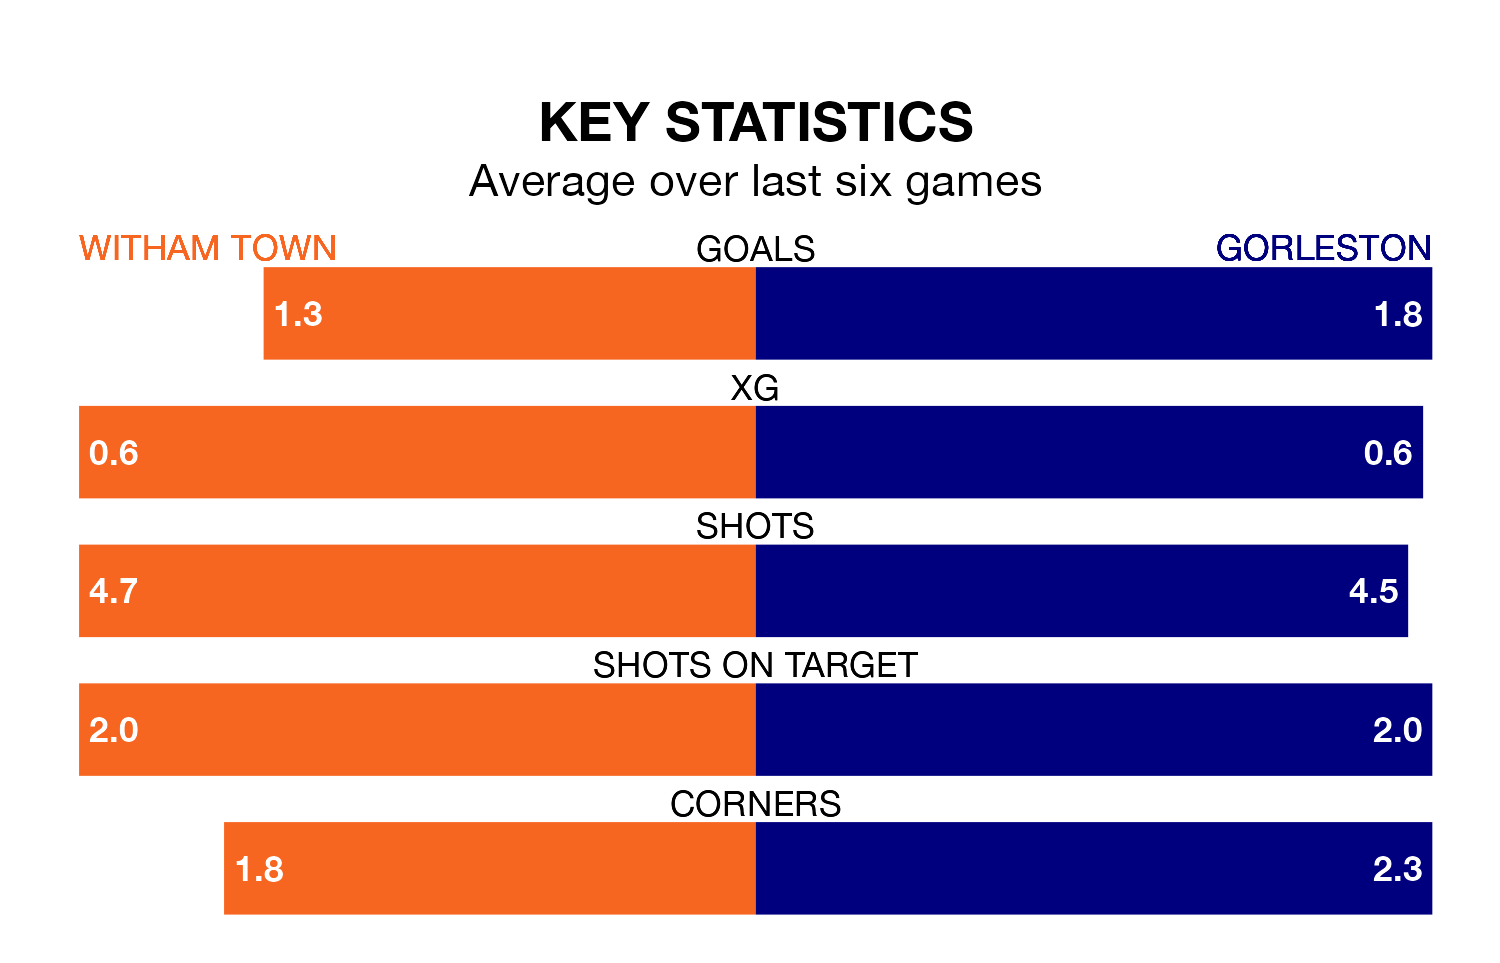 KEY STATISTICS
Average over last six games
WITHAM TOWN GOALS GORLESTON
1.3 1.8
XG
0.6 0.6
SHOTS
4.7 4.5
SHOTS ON TARGET
2.0 2.0
CORNERS
1.8 2.3